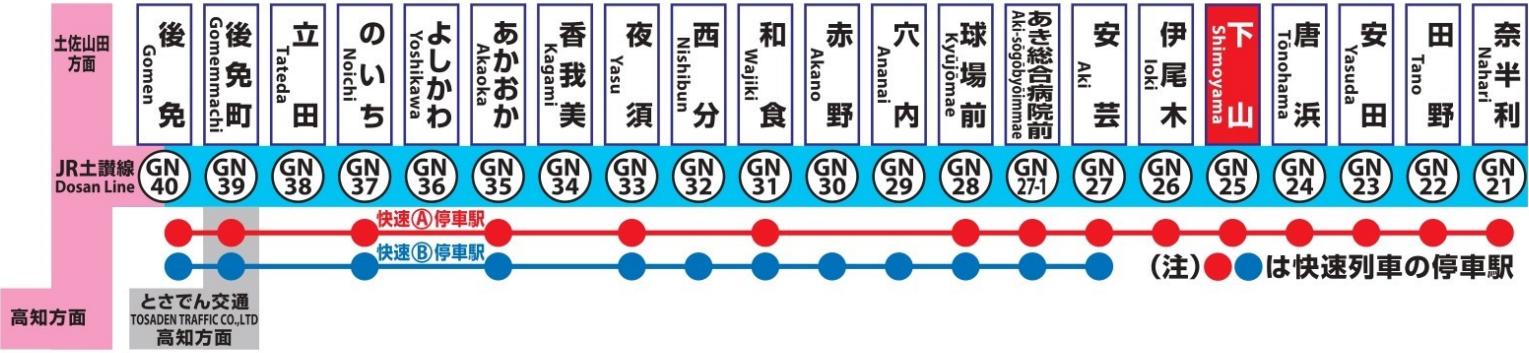 土佐山田
方面
後免
Gomen
後免町
Gomenmachi
立田
Tateda
のいち
Noichi
よしかわ
Yoshikawa
あかおか
Akaoka
香我美
Kagami
夜須
Yasu
西分
Nishibun
和食
Wajiki
赤野
Akano
穴内
Ananai
球場前
Kyūjōmae
あき総合病院前
Aki-sōgōbyōinmae
安芸
Aki
伊尾木
Ioki
下山
Shimoyama
唐浜
Tōnohama
安田
Yasuda
田野
Tano
奈半利
Nahari
JR土讃線
Dosan Line
GN
40
GN
39
GN
38
GN
37
GN
36
GN
35
GN
34
GN
33
GN
32
GN
31
GN
30
GN
29
GN
28
GN
27-1
GN
27
GN
26
GN
25
GN
24
GN
23
GN
22
GN
21
快速Ⓐ停車駅
快速Ⓑ停車駅
(注)●●は快速列車の停車駅
高知方面
とさでん交通
TOSADEN TRAFFIC CO.,LTD
高知方面